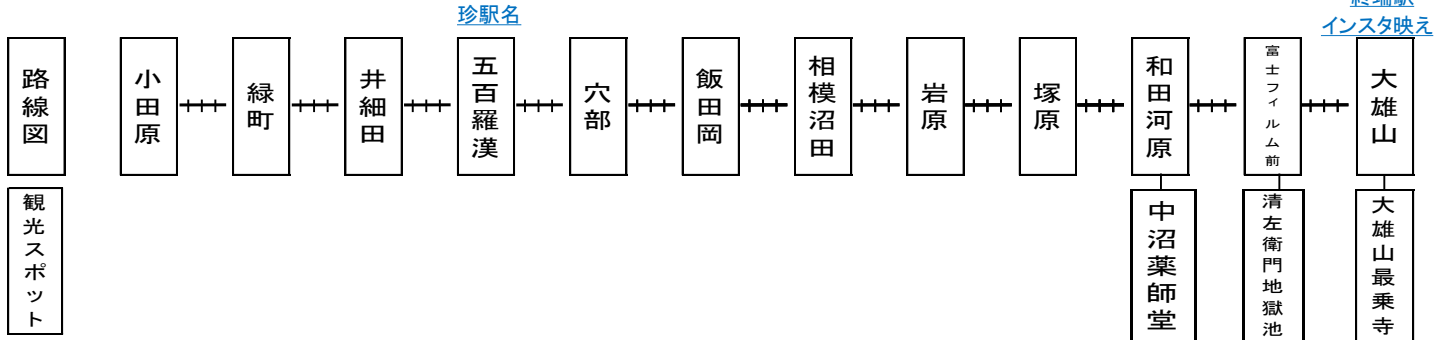 珍駅名
終端駅
インスタ映え
路線図
小田原
緑町
井細田
五百羅漢
穴部
飯田岡
相模沼田
岩原
塚原
和田河原
富士フィルム前
大雄山
観光スポット
中沼薬師堂
清左衛門地獄池
大雄山最乗寺